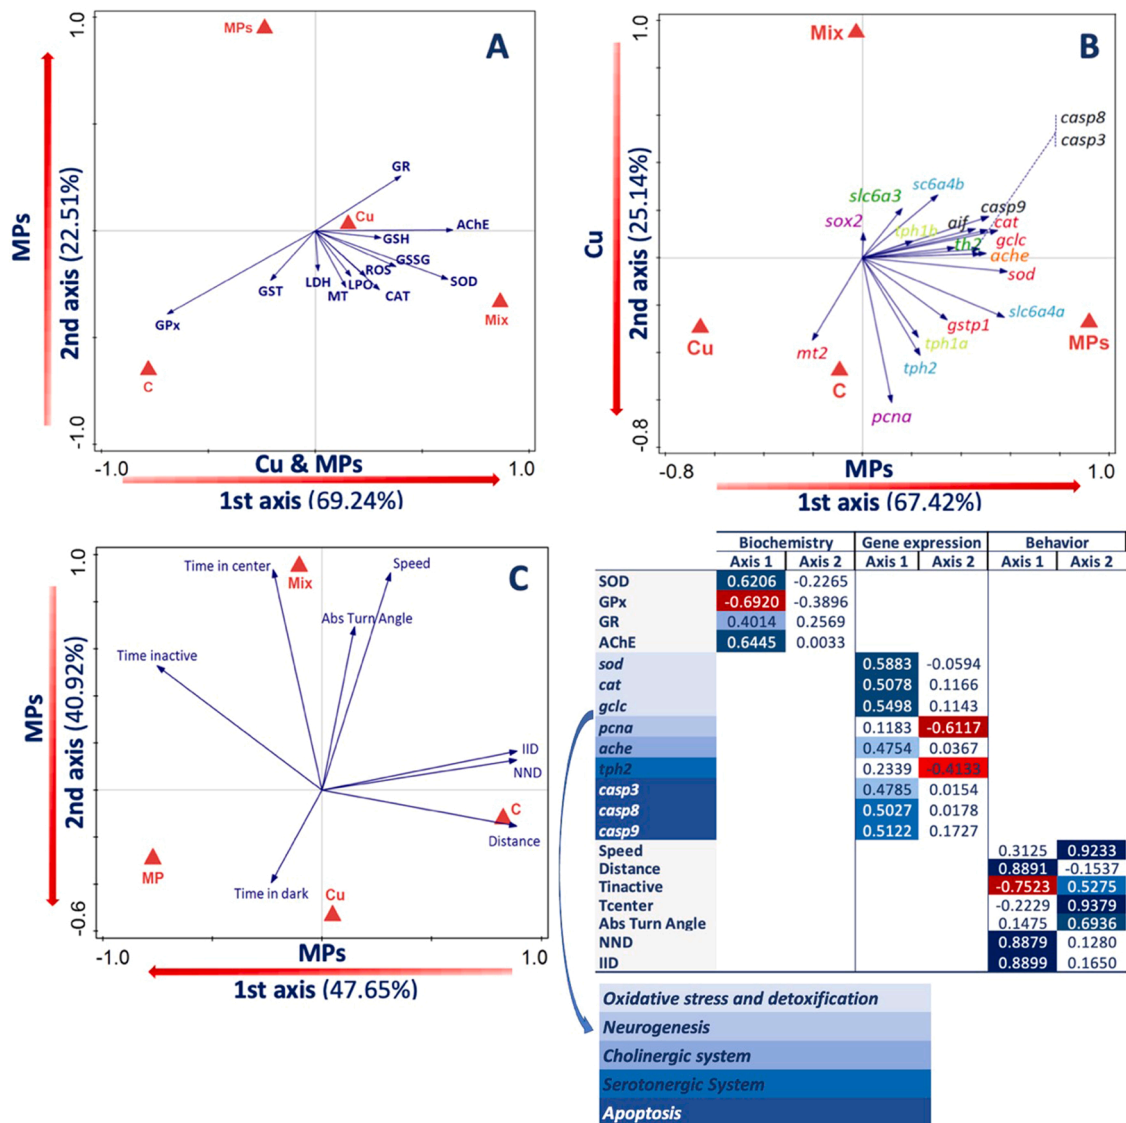 A
1.0
MPs
GR
Cu
AChE
GSH
GSSG
ROS
LDH
LPO
SOD
MT
CAT
GST
GPx
Mix
C
MPs
2nd axis (22.51%)
-1.0
-1.0
Cu & MPs
1.0
1st axis (69.24%)
B
1.0
Mix
casp8
casp3
sc6a4b
slc6a3
casp9
sox2
aif
cat
tph1b
th2
gclc
ache
sod
slc6a4a
gstp1
MPs
Cu
tph1a
mt2
tph2
C
pcna
Cu
2nd axis (25.14%)
-0.8
-0.8
MPs
1.0
1st axis (67.42%)
C
1.0
Time in center
Mix
Speed
Abs Turn Angle
Time inactive
IID
NND
C
Distance
MP
Time in dark
Cu
MPs
2nd axis (40.92%)
-0.6
-1.0
MPs
1.0
1st axis (47.65%)
Biochemistry Gene expression Behavior
Axis 1 Axis 2 Axis 1 Axis 2 Axis 1 Axis 2
SOD 0.6206 -0.2265
GPx -0.6920 -0.3896
GR 0.4014 0.2569
AChE 0.6445 0.0033
sod 0.5883 -0.0594
cat 0.5078 0.1166
gclc 0.5498 0.1143
pcna 0.1183 -0.6117
ache 0.4754 0.0367
tph2 0.2339 -0.4133
casp3 0.4785 0.0154
casp8 0.5027 0.0178
casp9 0.5122 0.1727
Speed 0.3125 0.9233
Distance 0.8891 -0.1537
Tinactive -0.7523 0.5275
Tcenter -0.2229 0.9379
Abs Turn Angle 0.1475 0.6936
NND 0.8879 0.1280
IID 0.8899 0.1650
Oxidative stress and detoxification
Neurogenesis
Cholinergic system
Serotonergic System
Apoptosis